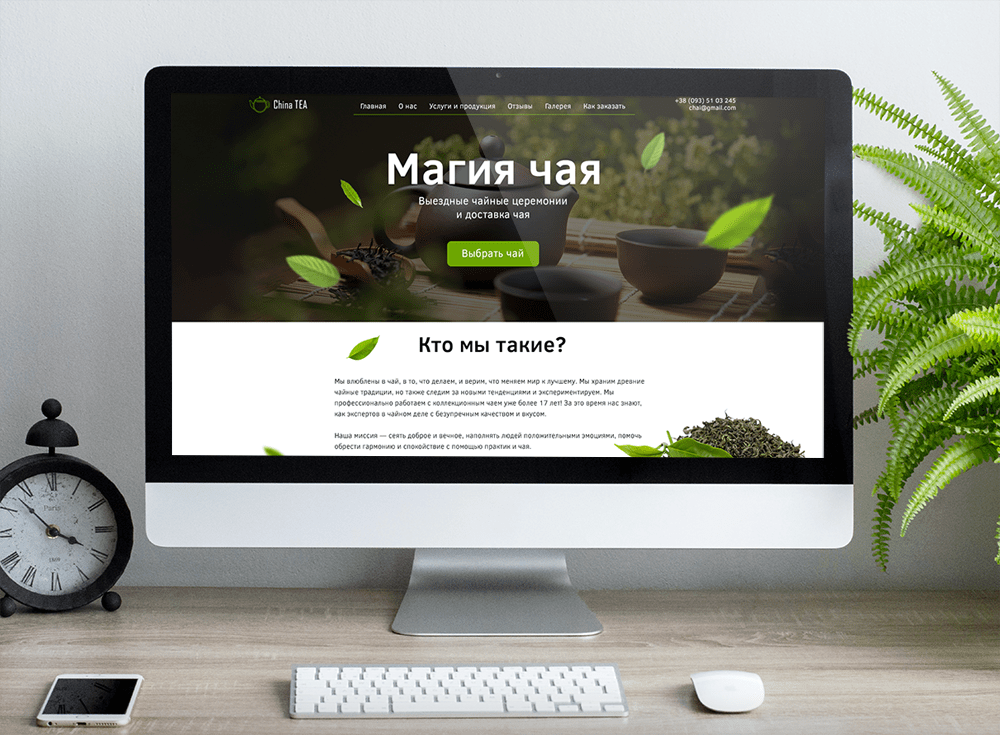 China TEA
Главная О нас Услуги и продукция Отзывы Галерея Как заказать
+38 (093) 51 03 245
chai@gmail.com
Магия чая
Выездные чайные церемонии
и доставка чая
Выбрать чай
Кто мы такие?
Мы влюблены в чай, в то, что делаем, и верим, что меняем мир к лучшему. Мы храним древние
чайные традиции, но также следим за новыми тенденциями и экспериментируем. Мы
профессионально работаем с коллекционным чаем уже более 17 лет! За это время нас знают,
как экспертов в чайном деле с безупречным качеством и вкусом.
Наша миссия — сеять доброе и вечное, наполнять людей положительными эмоциями, помочь
обрести гармонию и спокойствие с помощью практик и чая.
Paris